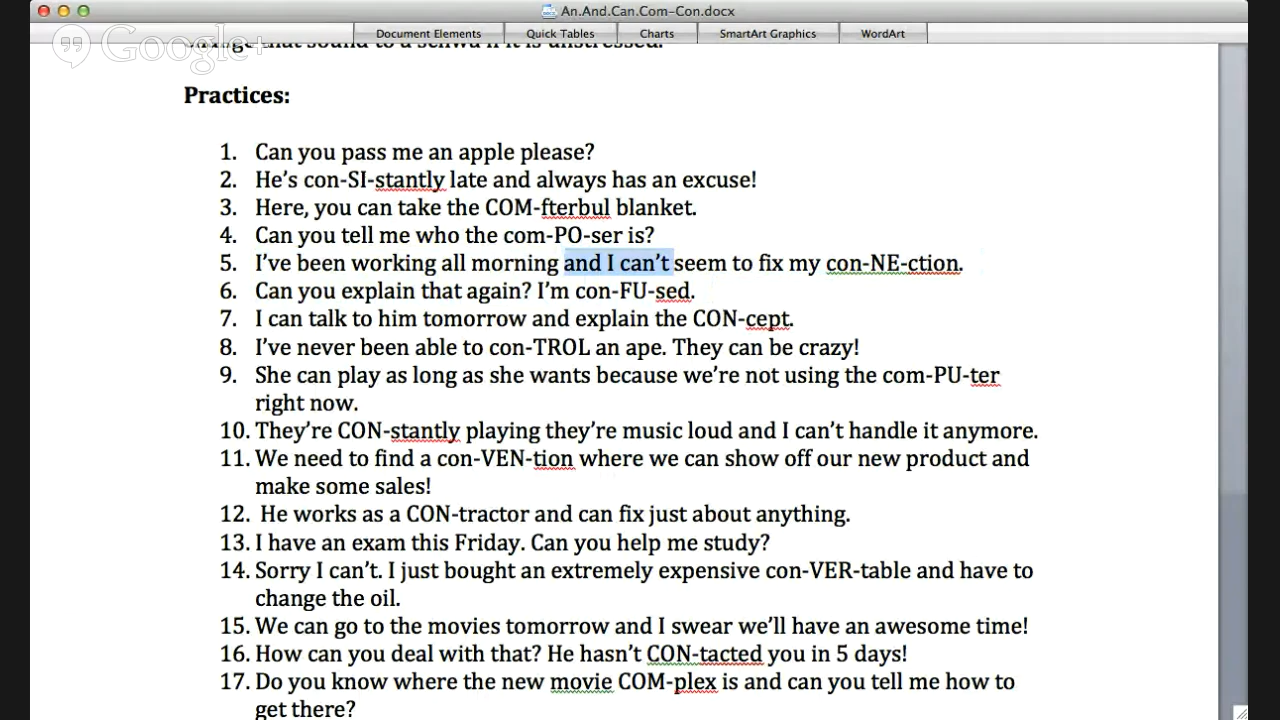 An.And.Can.Com-Con.docx
Document Elements Quick Tables Charts SmartArt Graphics WordArt
Google+
change that sound to a schwa if it is unstressed.
Practices:
1. Can you pass me an apple please?
2. He's con-SI-stantly late and always has an excuse!
3. Here, you can take the COM-fterbul blanket.
4. Can you tell me who the com-PO-ser is?
5. I've been working all morning and I can't seem to fix my con-NE-ction.
6. Can you explain that again? I'm con-FU-sed.
7. I can talk to him tomorrow and explain the CON-cept.
8. I've never been able to con-TROL an ape. They can be crazy!
9. She can play as long as she wants because we're not using the com-PU-ter
right now.
10. They're CON-stantly playing they're music loud and I can't handle it anymore.
11. We need to find a con-VEN-tion where we can show off our new product and
make some sales!
12. He works as a CON-tractor and can fix just about anything.
13. I have an exam this Friday. Can you help me study?
14. Sorry I can't. I just bought an extremely expensive con-VER-table and have to
change the oil.
15. We can go to the movies tomorrow and I swear we'll have an awesome time!
16. How can you deal with that? He hasn't CON-tacted you in 5 days!
17. Do you know where the new movie COM-plex is and can you tell me how to
get there?